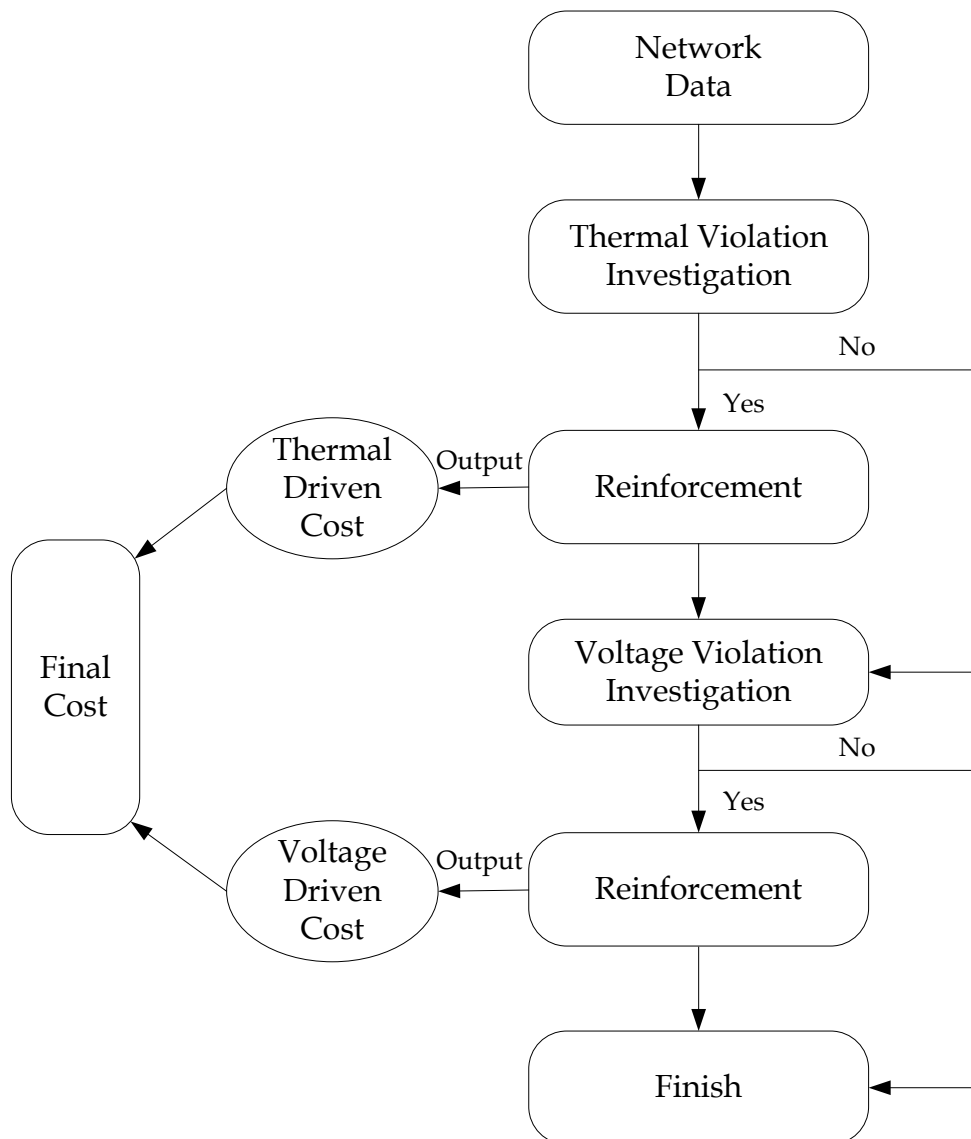 Network
Data
Thermal Violation
Investigation
No
Yes
Thermal
Driven
Cost
Output
Reinforcement
Final
Cost
Voltage Violation
Investigation
No
Yes
Voltage
Driven
Cost
Output
Reinforcement
Finish